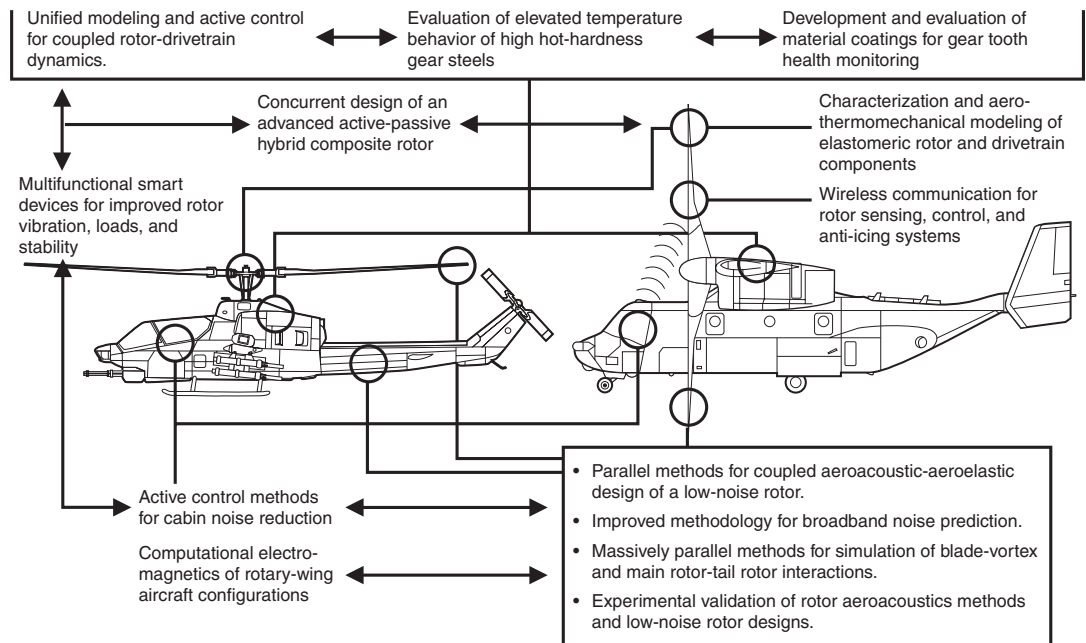 Unified modeling and active control
for coupled rotor-drivetrain
dynamics.
Evaluation of elevated temperature
behavior of high hot-hardness
gear steels
Development and evaluation of
material coatings for gear tooth
health monitoring
Concurrent design of an
advanced active-passive
hybrid composite rotor
Characterization and aero-
thermomechanical modeling of
elastomeric rotor and drivetrain
components
Multifunctional smart
devices for improved rotor
vibration, loads, and
stability
Wireless communication for
rotor sensing, control, and
anti-icing systems
Active control methods
for cabin noise reduction
Computational electro-
magnetics of rotary-wing
aircraft configurations
• Parallel methods for coupled aeroacoustic-aeroelastic
design of a low-noise rotor.
• Improved methodology for broadband noise prediction.
• Massively parallel methods for simulation of blade-vortex
and main rotor-tail rotor interactions.
• Experimental validation of rotor aeroacoustics methods
and low-noise rotor designs.